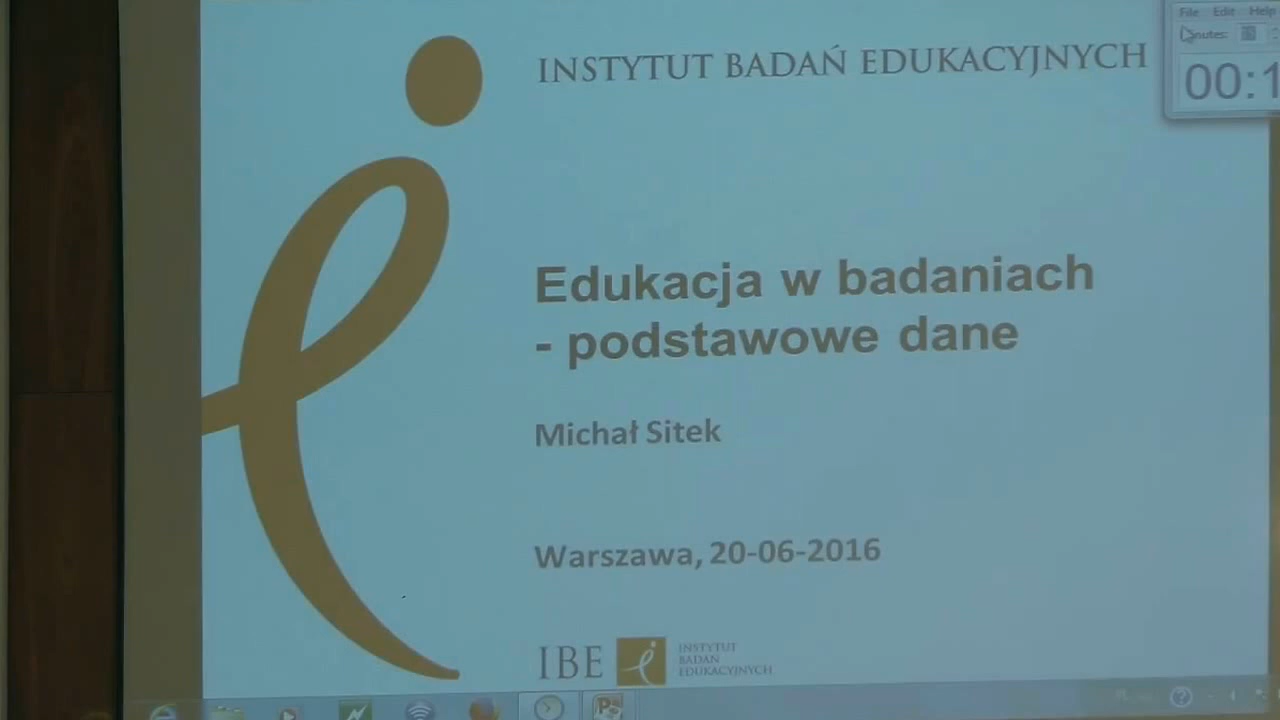 File Edit Help
INSTYTUT BADAŃ EDUKACYJNYCH
00:1
Edukacja w badaniach
- podstawowe dane
Michał Sitek
Warszawa, 20-06-2016
IBE
INSTYTUT
BADAŃ
EDUKACYJNYCH